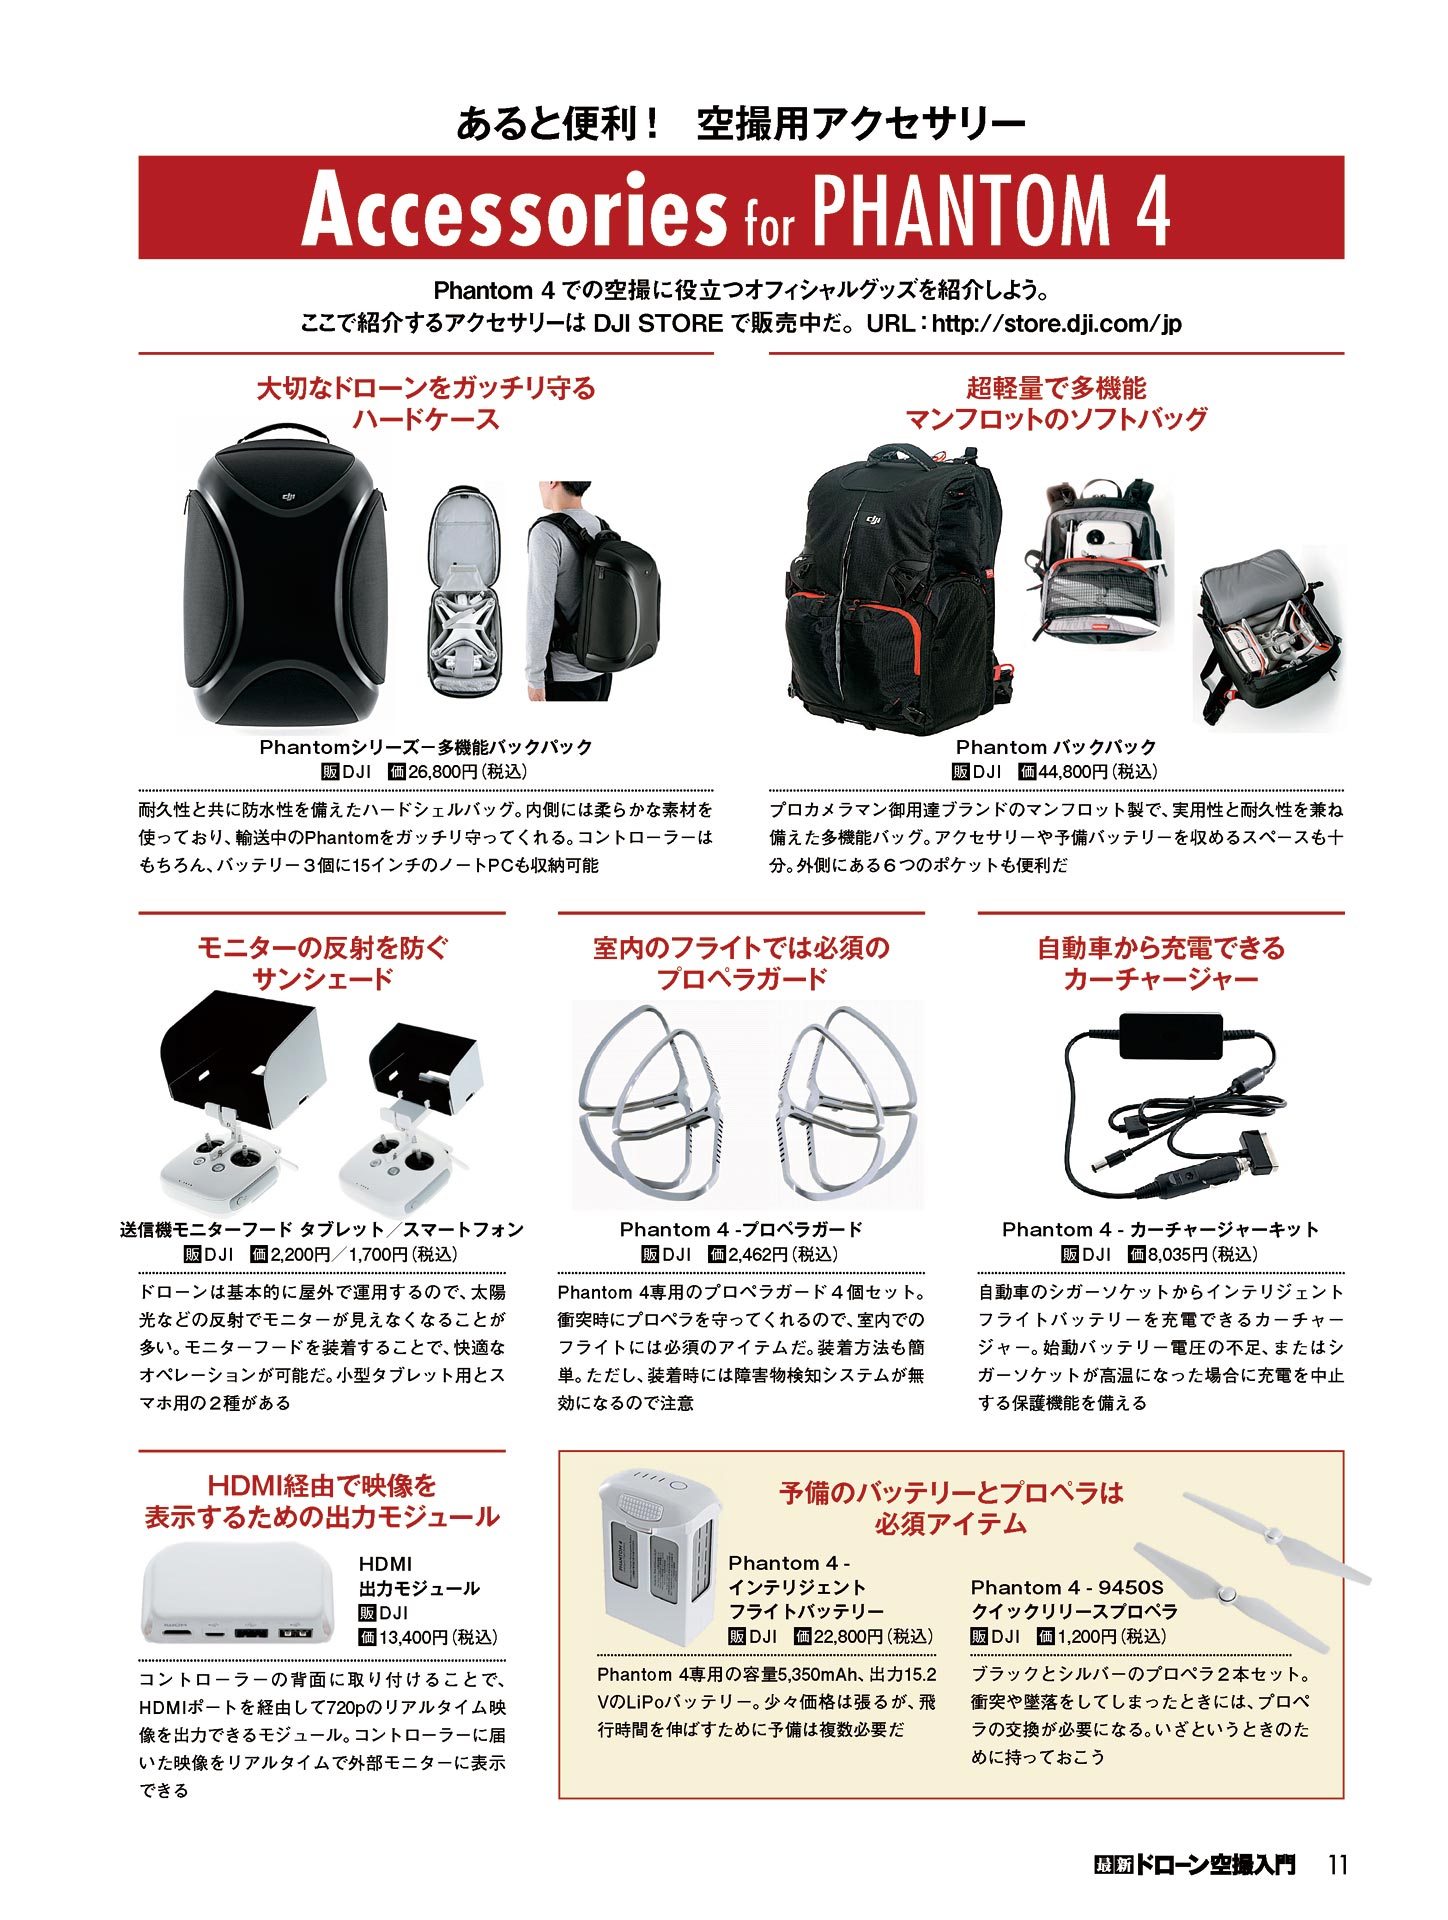 あると便利！　空撮用アクセサリー
Accessories for PHANTOM 4
Phantom 4 での空撮に役立つオフィシャルグッズを紹介しよう。
ここで紹介するアクセサリーは DJI STORE で販売中だ。URL：http://store.dji.com/jp
大切なドローンをガッチリ守る
ハードケース
dji
Phantomシリーズ－多機能バックパック
販DJI　価26,800円（税込）
耐久性と共に防水性を備えたハードシェルバッグ。内側には柔らかな素材を
使っており、輸送中のPhantomをガッチリ守ってくれる。コントローラーは
もちろん、バッテリー３個に15インチのノートPCも収納可能
超軽量で多機能
マンフロットのソフトバッグ
dji
Phantom バックパック
販DJI　価44,800円（税込）
プロカメラマン御用達ブランドのマンフロット製で、実用性と耐久性を兼ね
備えた多機能バッグ。アクセサリーや予備バッテリーを収めるスペースも十
分。外側にある６つのポケットも便利だ
モニターの反射を防ぐ
サンシェード
送信機モニターフード タブレット／スマートフォン
販DJI　価2,200円／1,700円（税込）
ドローンは基本的に屋外で運用するので、太陽
光などの反射でモニターが見えなくなることが
多い。モニターフードを装着することで、快適な
オペレーションが可能だ。小型タブレット用とス
マホ用の２種がある
室内のフライトでは必須の
プロペラガード
Phantom 4 -プロペラガード
販DJI　価2,462円（税込）
Phantom 4専用のプロペラガード４個セット。
衝突時にプロペラを守ってくれるので、室内での
フライトには必須のアイテムだ。装着方法も簡
単。ただし、装着時には障害物検知システムが無
効になるので注意
自動車から充電できる
カーチャージャー
Phantom 4 - カーチャージャーキット
販DJI　価8,035円（税込）
自動車のシガーソケットからインテリジェント
フライトバッテリーを充電できるカーチャー
ジャー。始動バッテリー電圧の不足、またはシ
ガーソケットが高温になった場合に充電を中止
する保護機能を備える
HDMI経由で映像を
表示するための出力モジュール
HDMI
出力モジュール
販DJI
価13,400円（税込）
コントローラーの背面に取り付けることで、
HDMIポートを経由して720pのリアルタイム映
像を出力できるモジュール。コントローラーに届
いた映像をリアルタイムで外部モニターに表示
できる
予備のバッテリーとプロペラは
必須アイテム
PHANTOM 4
Phantom 4 -
インテリジェント
フライトバッテリー
販DJI　価22,800円（税込）
Phantom 4専用の容量5,350mAh、出力15.2
VのLiPoバッテリー。少々価格は張るが、飛
行時間を伸ばすために予備は複数必要だ
Phantom 4 - 9450S
クイックリリースプロペラ
販DJI　価1,200円（税込）
ブラックとシルバーのプロペラ２本セット。
衝突や墜落をしてしまったときには、プロペ
ラの交換が必要になる。いざというときのた
めに持っておこう
最新ドローン空撮入門　11